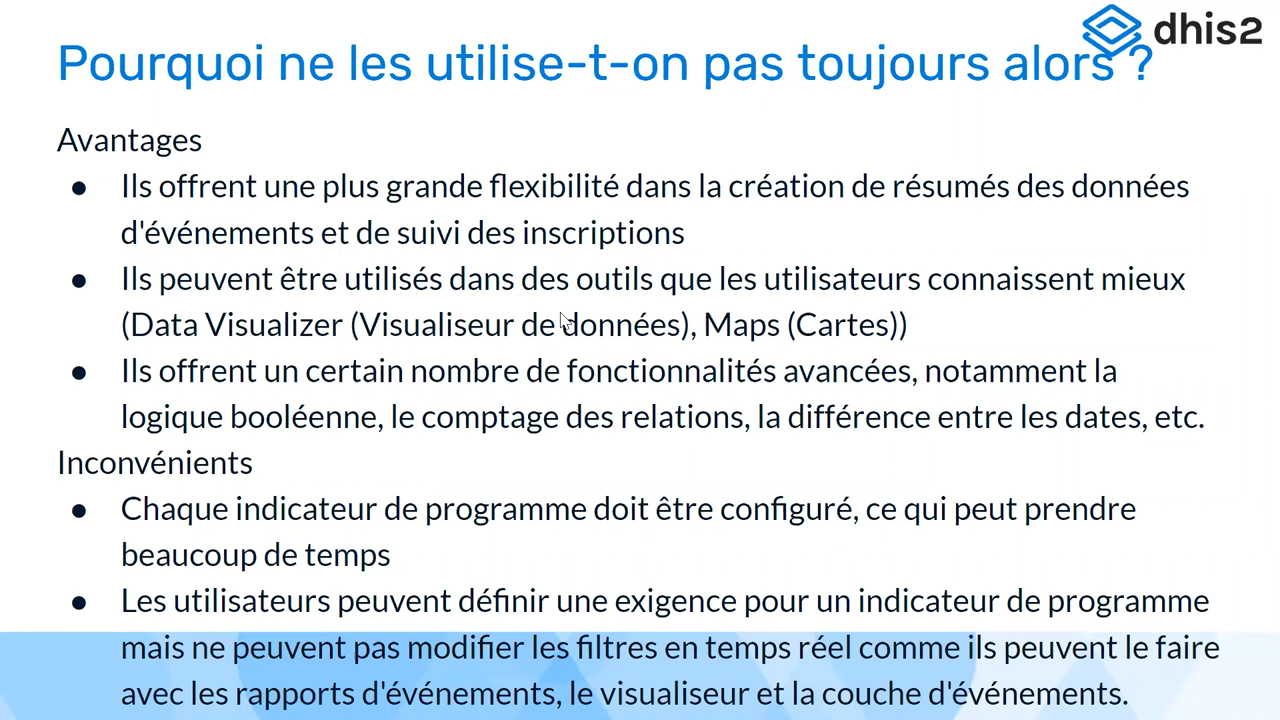 dhis2
Pourquoi ne les utilise-t-on pas toujours alors ?
Avantages
● Ils offrent une plus grande flexibilité dans la création de résumés des données
d'événements et de suivi des inscriptions
● Ils peuvent être utilisés dans des outils que les utilisateurs connaissent mieux
(Data Visualizer (Visualiseur de données), Maps (Cartes))
● Ils offrent un certain nombre de fonctionnalités avancées, notamment la
logique booléenne, le comptage des relations, la différence entre les dates, etc.
Inconvénients
● Chaque indicateur de programme doit être configuré, ce qui peut prendre
beaucoup de temps
● Les utilisateurs peuvent définir une exigence pour un indicateur de programme
mais ne peuvent pas modifier les filtres en temps réel comme ils peuvent le faire
avec les rapports d'événements, le visualiseur et la couche d'événements.